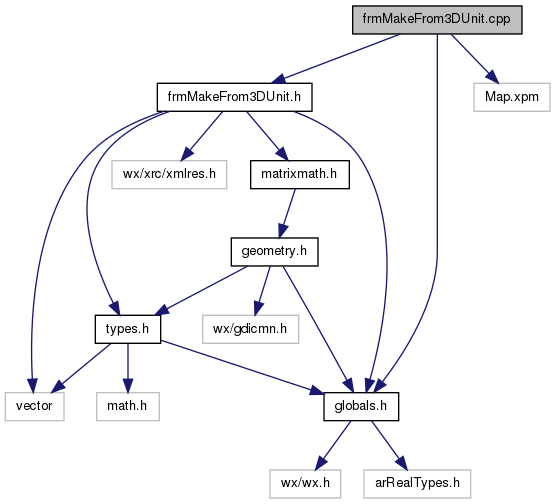 frmMakeFrom3DUnit.cpp
frmMakeFrom3DUnit.h
Map.xpm
wx/xrc/xmlres.h
matrixmath.h
geometry.h
types.h
wx/gdicmn.h
vector
math.h
globals.h
wx/wx.h
arRealTypes.h